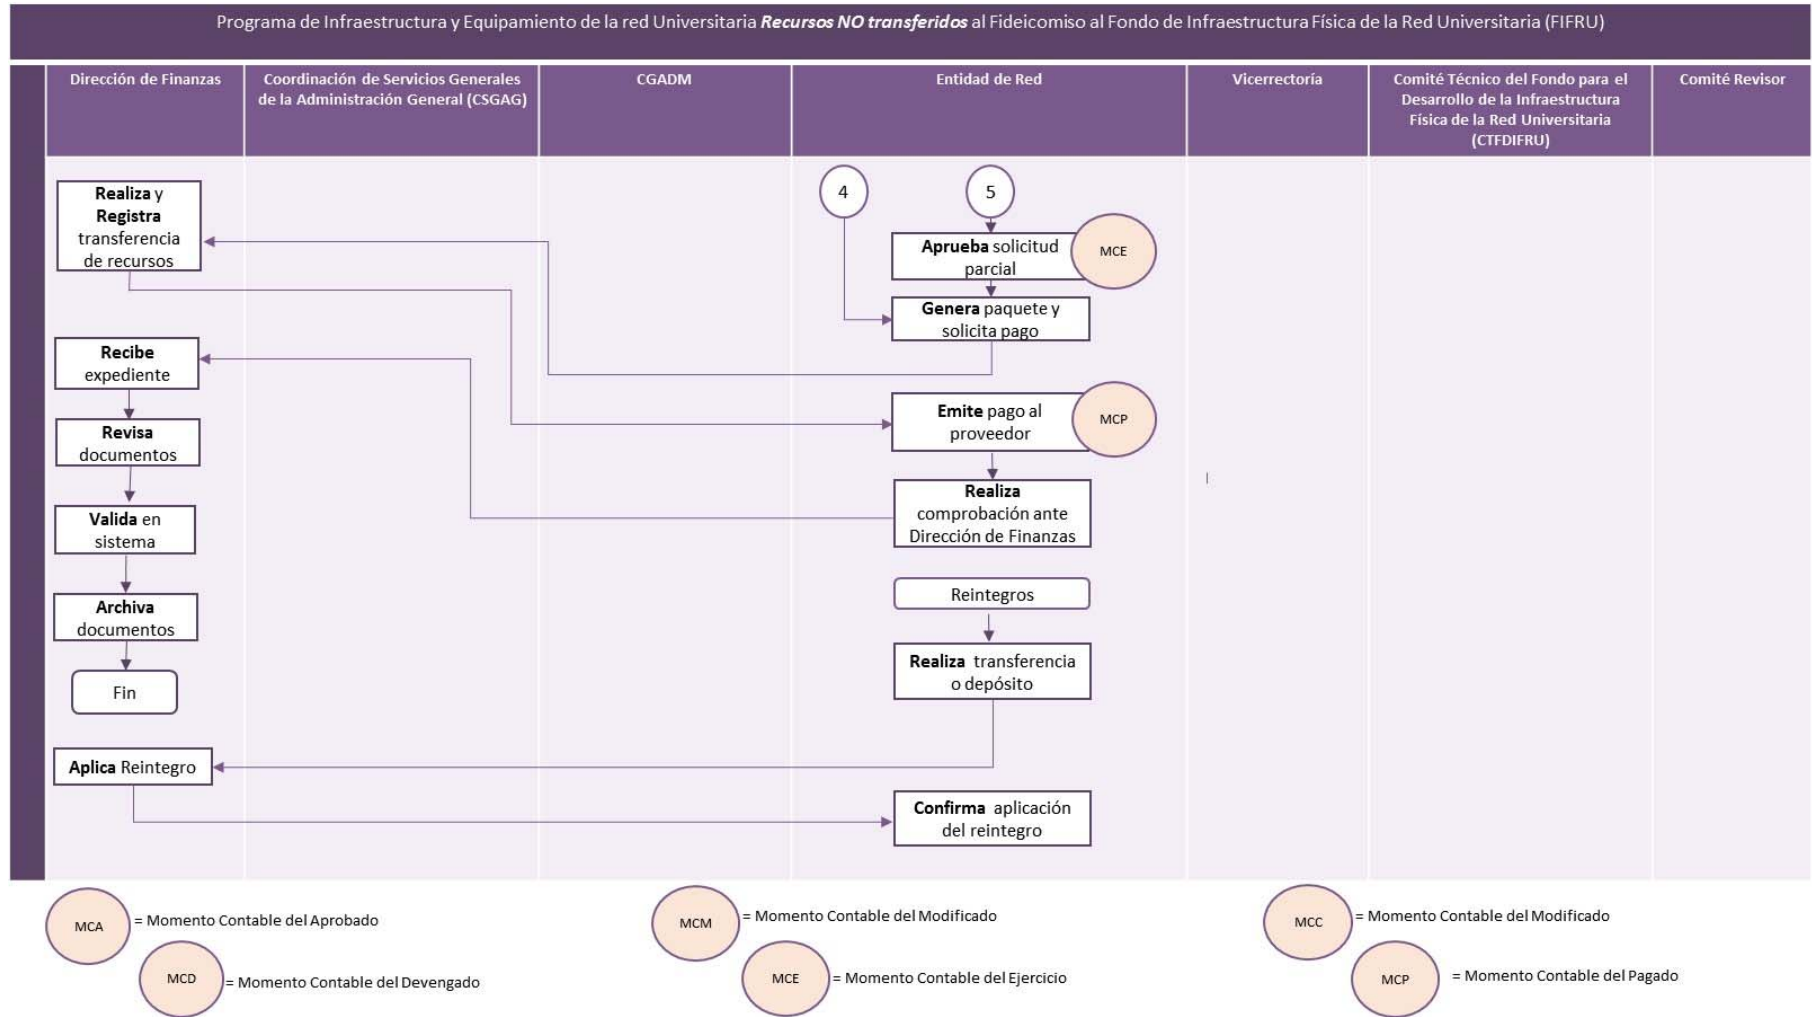 Programa de Infraestructura y Equipamiento de la red Universitaria Recursos NO transferidos al Fideicomiso al Fondo de Infraestructura Física de la Red Universitaria (FIFRU)
Dirección de Finanzas
Coordinación de Servicios Generales
de la Administración General (CSGAG)
CGADM
Entidad de Red
Vicerrectoría
Comité Técnico del Fondo para el
Desarrollo de la Infraestructura
Física de la Red Universitaria
(CTFDIFRU)
Comité Revisor
4
5
Realiza y
Registra
transferencia
de recursos
Aprueba solicitud
parcial
MCE
Genera paquete y
solicita pago
Recibe
expediente
Emite pago al
proveedor
MCP
Revisa
documentos
Realiza
comprobación ante
Dirección de Finanzas
Valida en
sistema
Archiva
documentos
Reintegros
Fin
Realiza transferencia
o depósito
Aplica Reintegro
Confirma aplicación
del reintegro
MCA = Momento Contable del Aprobado
MCM = Momento Contable del Modificado
MCC = Momento Contable del Modificado
MCD = Momento Contable del Devengado
MCE = Momento Contable del Ejercicio
MCP = Momento Contable del Pagado